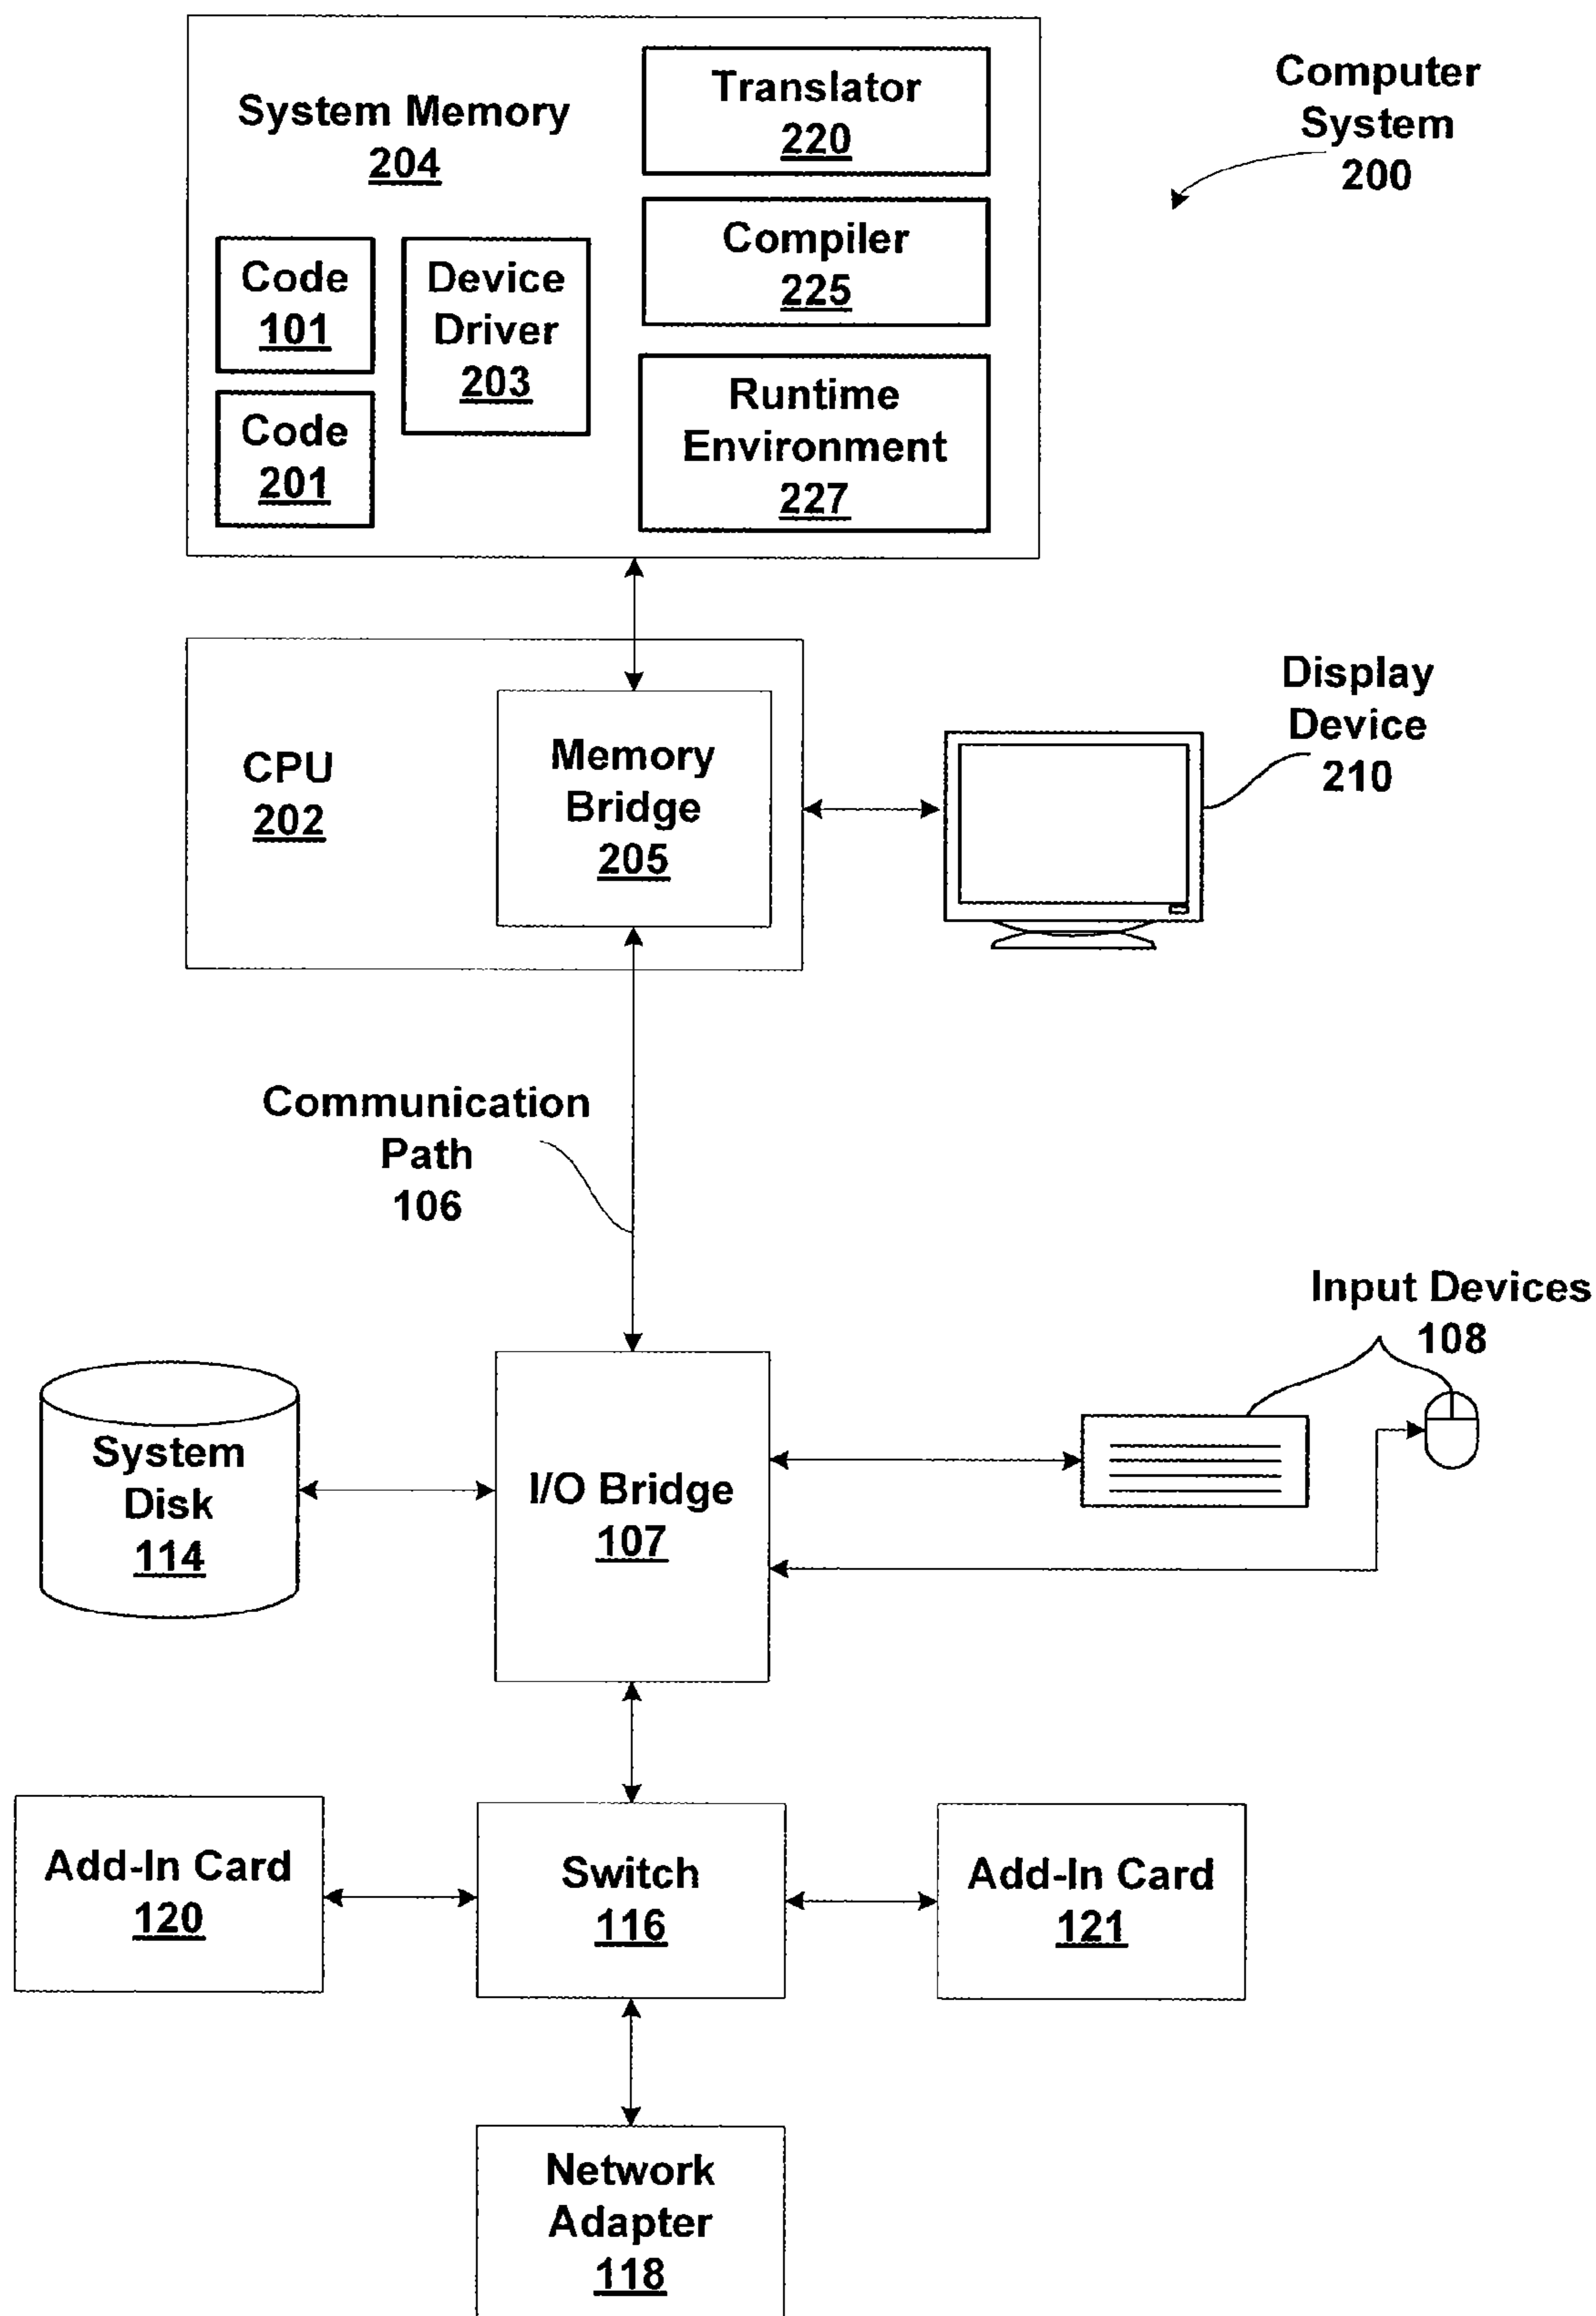 Computer
System
200
System Memory
204
Translator
220
Compiler
225
Runtime
Environment
227
Code
101
Device
Driver
203
Code
201
CPU
202
Memory
Bridge
205
Display
Device
210
Communication
Path
106
Input Devices
108
System
Disk
114
I/O Bridge
107
Add-In Card
120
Switch
116
Add-In Card
121
Network
Adapter
118